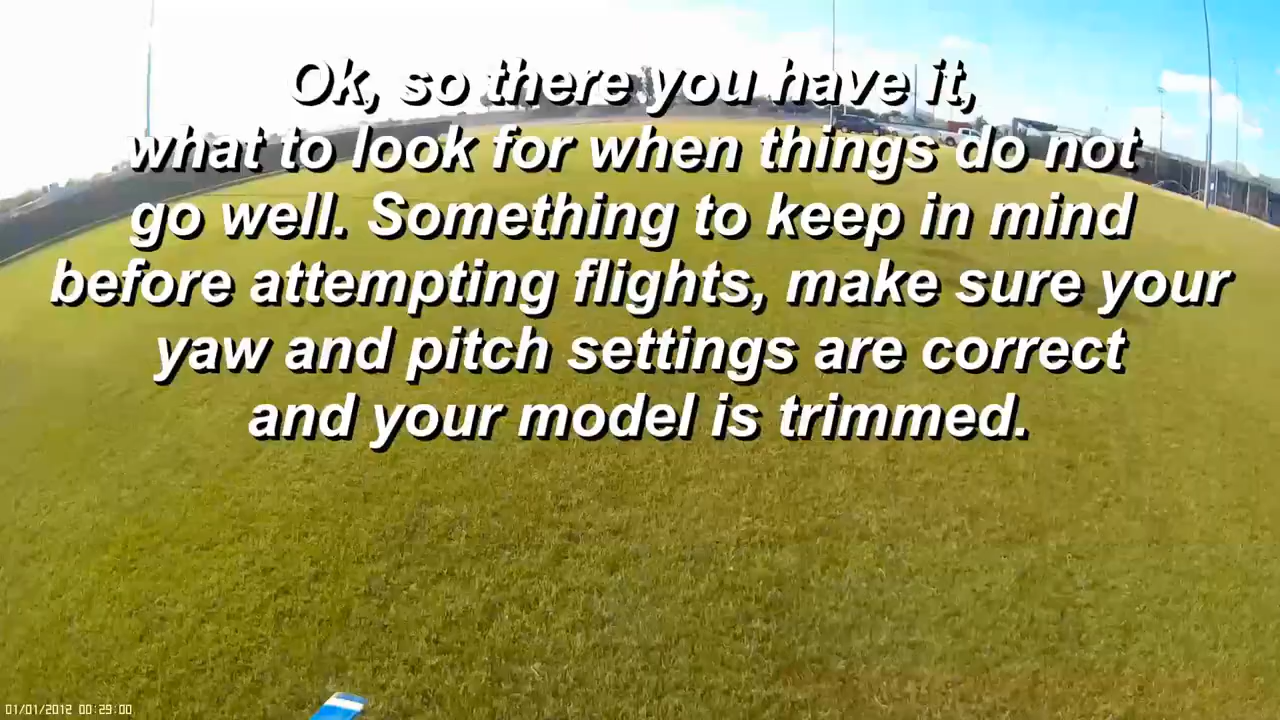 Ok, so there you have it,
what to look for when things do not
go well. Something to keep in mind
before attempting flights, make sure your
yaw and pitch settings are correct
and your model is trimmed.
01/01/2012 00:29:00